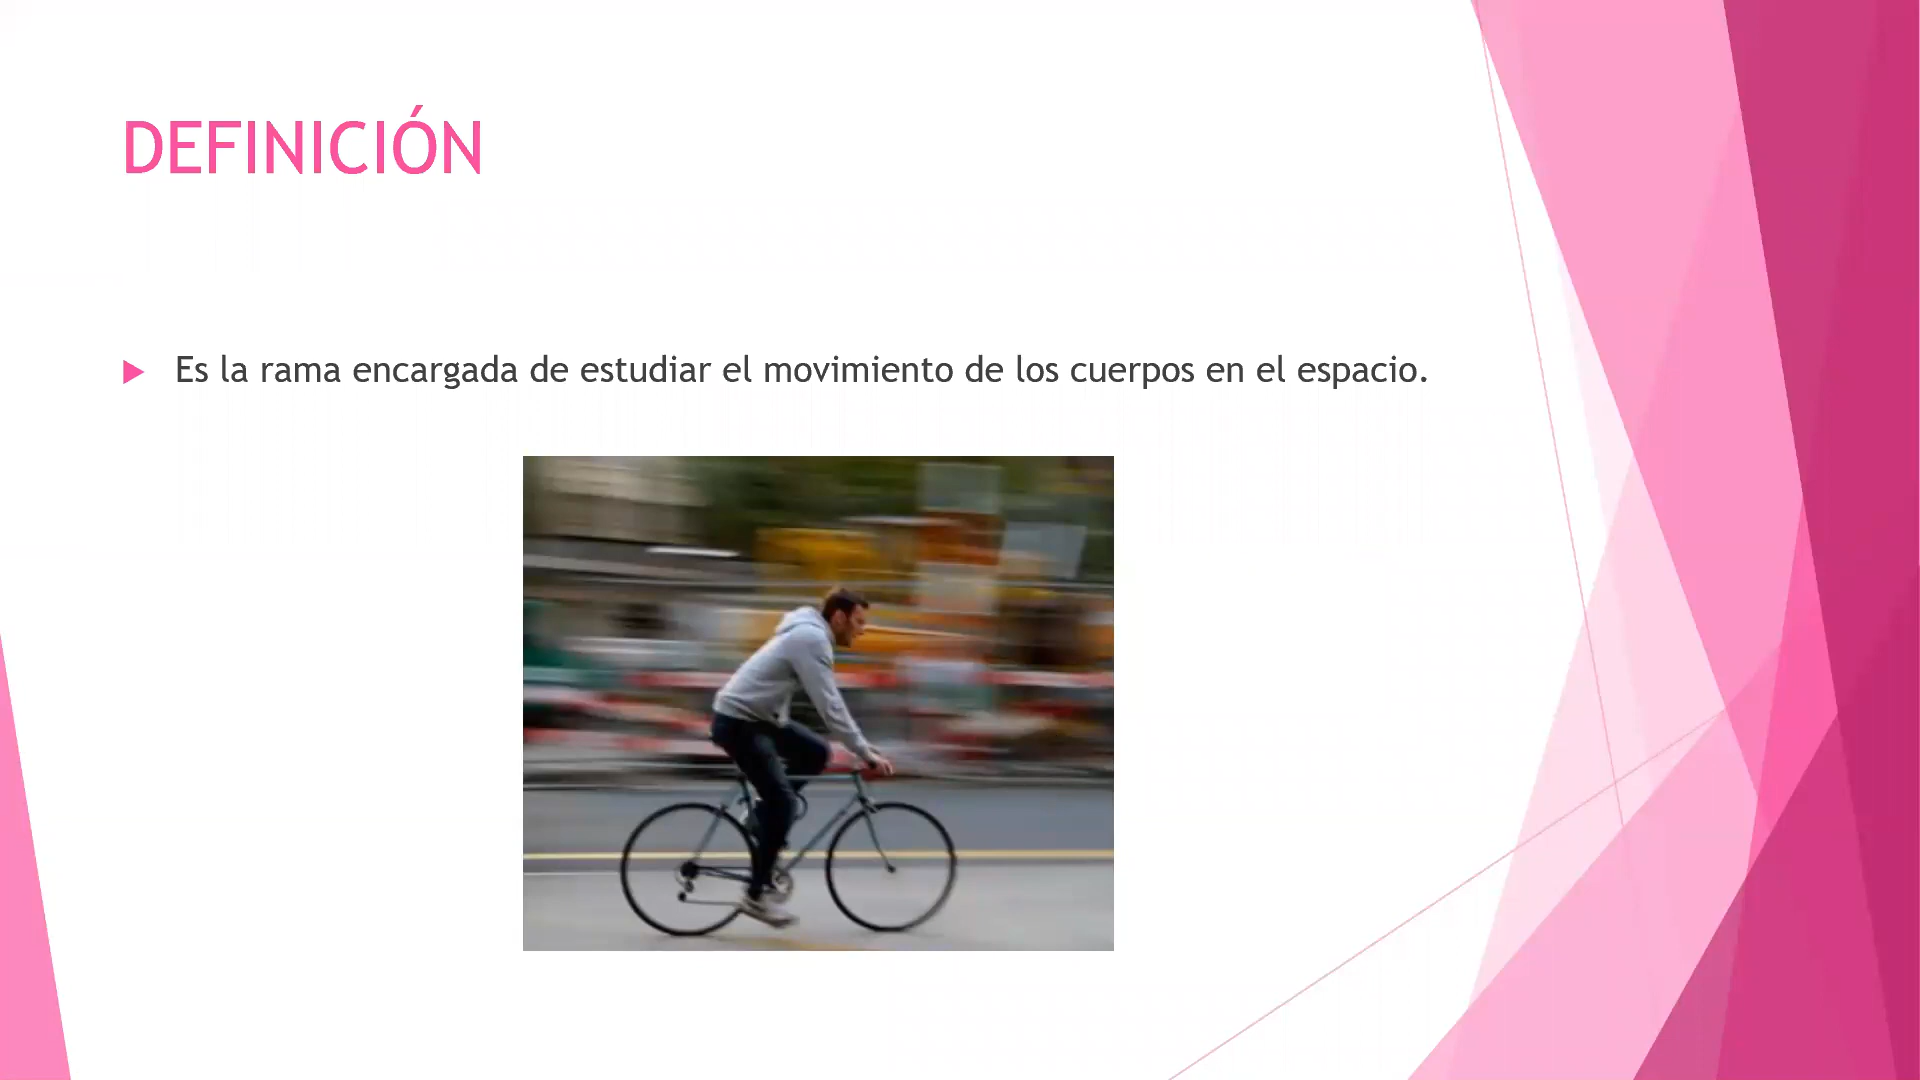 DEFINICIÓN
Es la rama encargada de estudiar el movimiento de los cuerpos en el espacio.